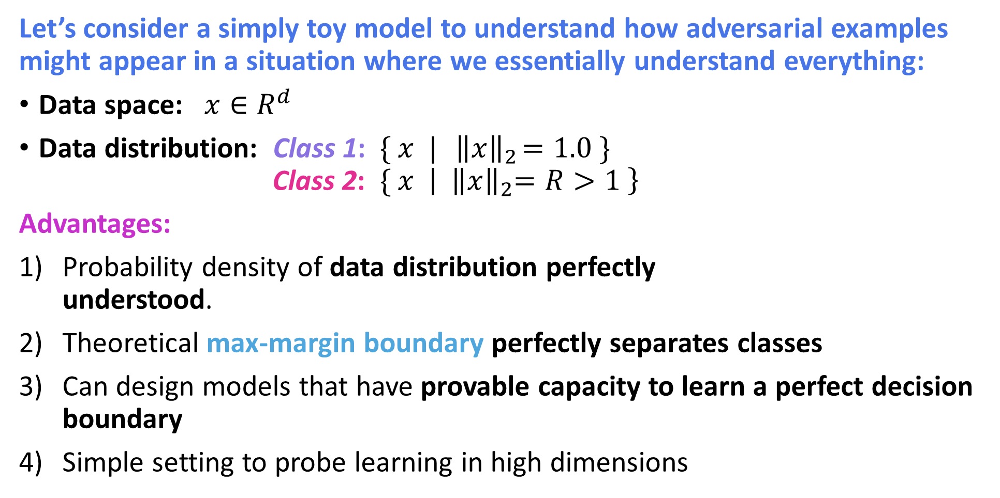 Let’s consider a simply toy model to understand how adversarial examples
might appear in a situation where we essentially understand everything:
• Data space: x ∈ R^d
• Data distribution: Class 1: { x | ‖x‖₂ = 1.0 }
Class 2: { x | ‖x‖₂ = R > 1 }
Advantages:
1) Probability density of data distribution perfectly
understood.
2) Theoretical max-margin boundary perfectly separates classes
3) Can design models that have provable capacity to learn a perfect decision
boundary
4) Simple setting to probe learning in high dimensions